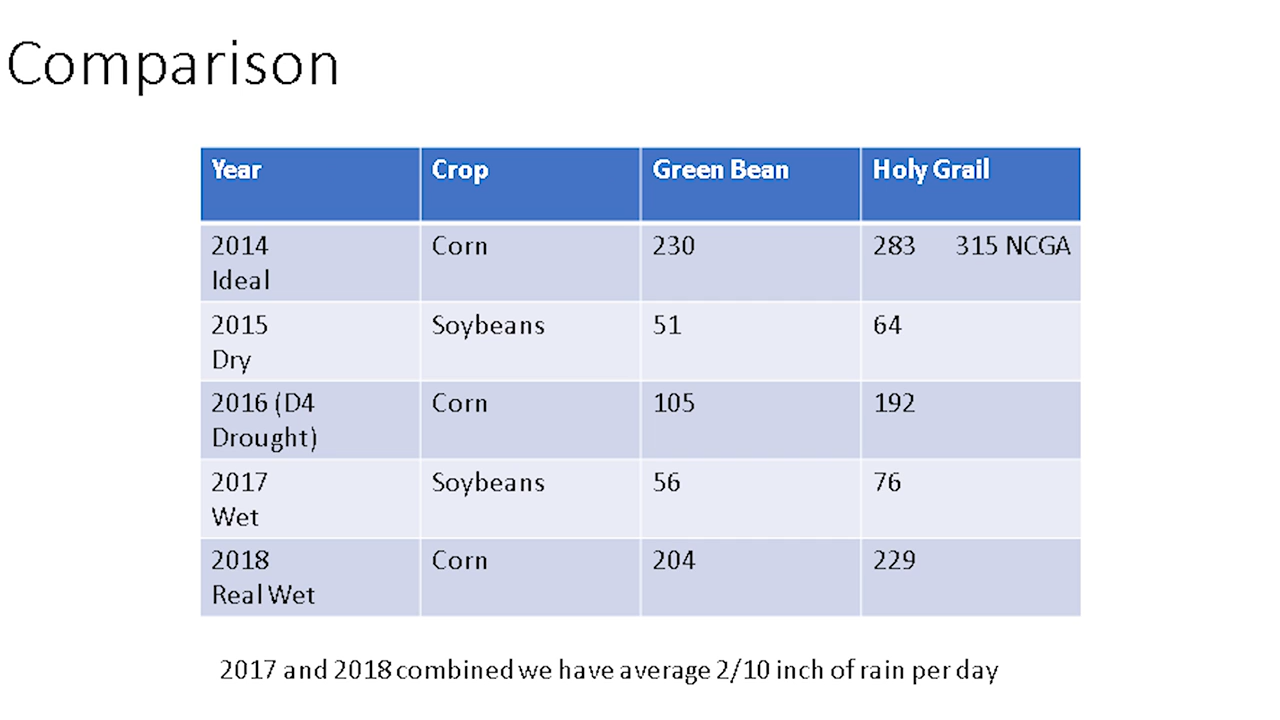 Comparison
Year Crop Green Bean Holy Grail
2014 Corn 230 283 315 NCGA
Ideal
2015 Soybeans 51 64
Dry
2016 (D4 Corn 105 192
Drought)
2017 Soybeans 56 76
Wet
2018 Corn 204 229
Real Wet
2017 and 2018 combined we have average 2/10 inch of rain per day